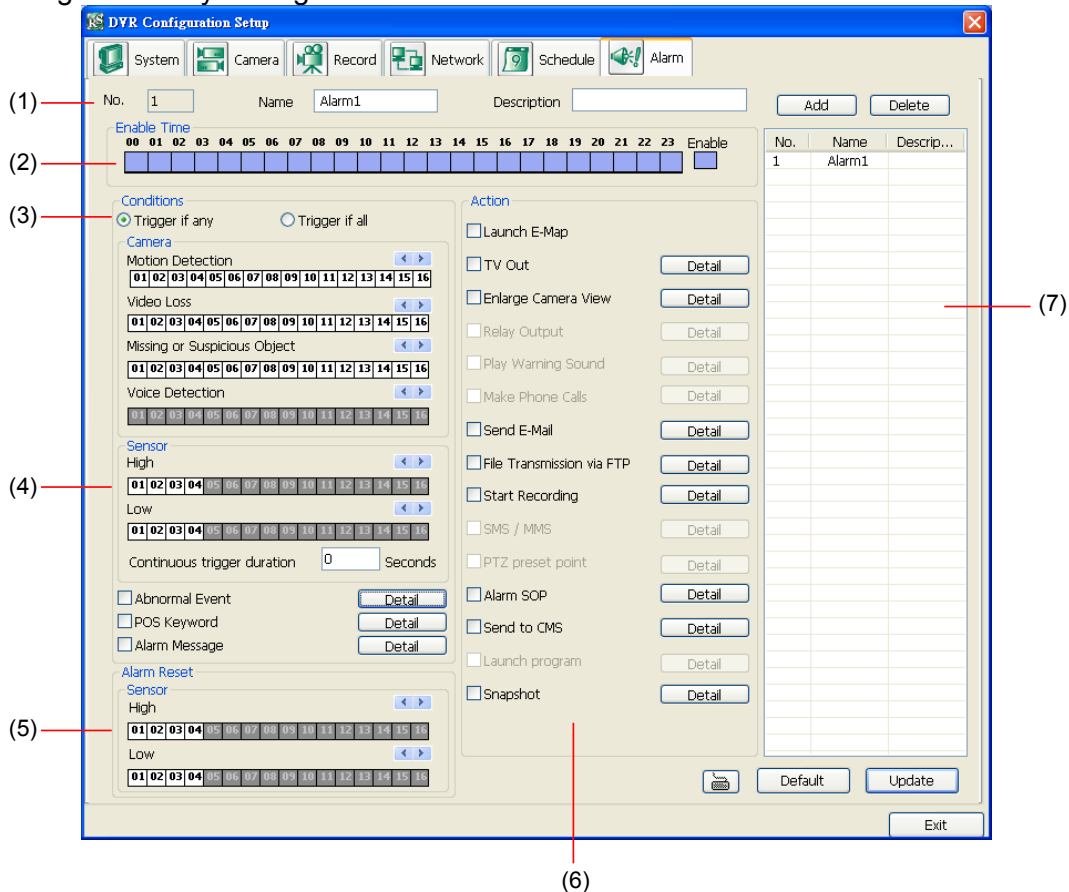 DVR Configuration Setup
System Camera Record Network Schedule Alarm
(1)
No. 1 Name Alarm1 Description
Add Delete
Enable Time
00 01 02 03 04 05 06 07 08 09 10 11 12 13 14 15 16 17 18 19 20 21 22 23 Enable
(2)
No. Name Descrip...
1 Alarm1
Conditions
(3)
Trigger if any Trigger if all
Camera
Motion Detection
01 02 03 04 05 06 07 08 09 10 11 12 13 14 15 16
Video Loss
01 02 03 04 05 06 07 08 09 10 11 12 13 14 15 16
Missing or Suspicious Object
01 02 03 04 05 06 07 08 09 10 11 12 13 14 15 16
Voice Detection
01 02 03 04 05 06 07 08 09 10 11 12 13 14 15 16
Sensor
High
(4)
01 02 03 04 05 06 07 08 09 10 11 12 13 14 15 16
Low
01 02 03 04 05 06 07 08 09 10 11 12 13 14 15 16
Continuous trigger duration 0 Seconds
Abnormal Event Detail
POS Keyword Detail
Alarm Message Detail
Alarm Reset
Sensor
High
(5)
01 02 03 04 05 06 07 08 09 10 11 12 13 14 15 16
Low
01 02 03 04 05 06 07 08 09 10 11 12 13 14 15 16
Action
Launch E-Map
TV Out Detail
Enlarge Camera View Detail
Relay Output Detail
Play Warning Sound Detail
Make Phone Calls Detail
Send E-Mail Detail
File Transmission via FTP Detail
Start Recording Detail
SMS / MMS Detail
PTZ preset point Detail
Alarm SOP Detail
Send to CMS Detail
Launch program Detail
Snapshot Detail
(7)
Default Update
Exit
(6)